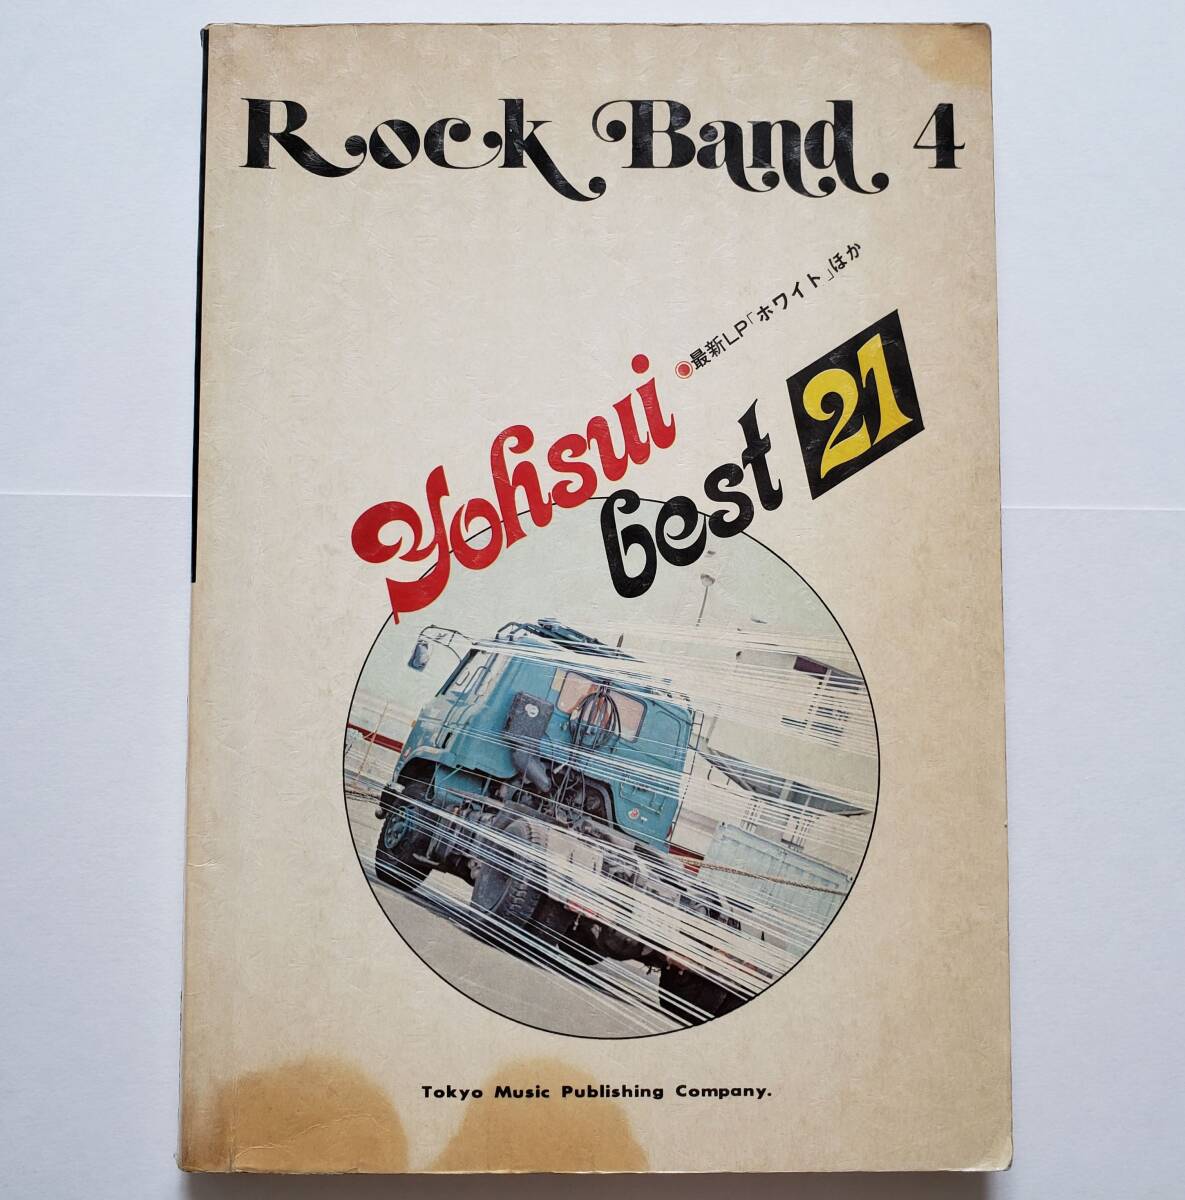 Rock Band 4
◉最新LP「ホワイト」ほか
Yohsui
best 21
Tokyo Music Publishing Company.